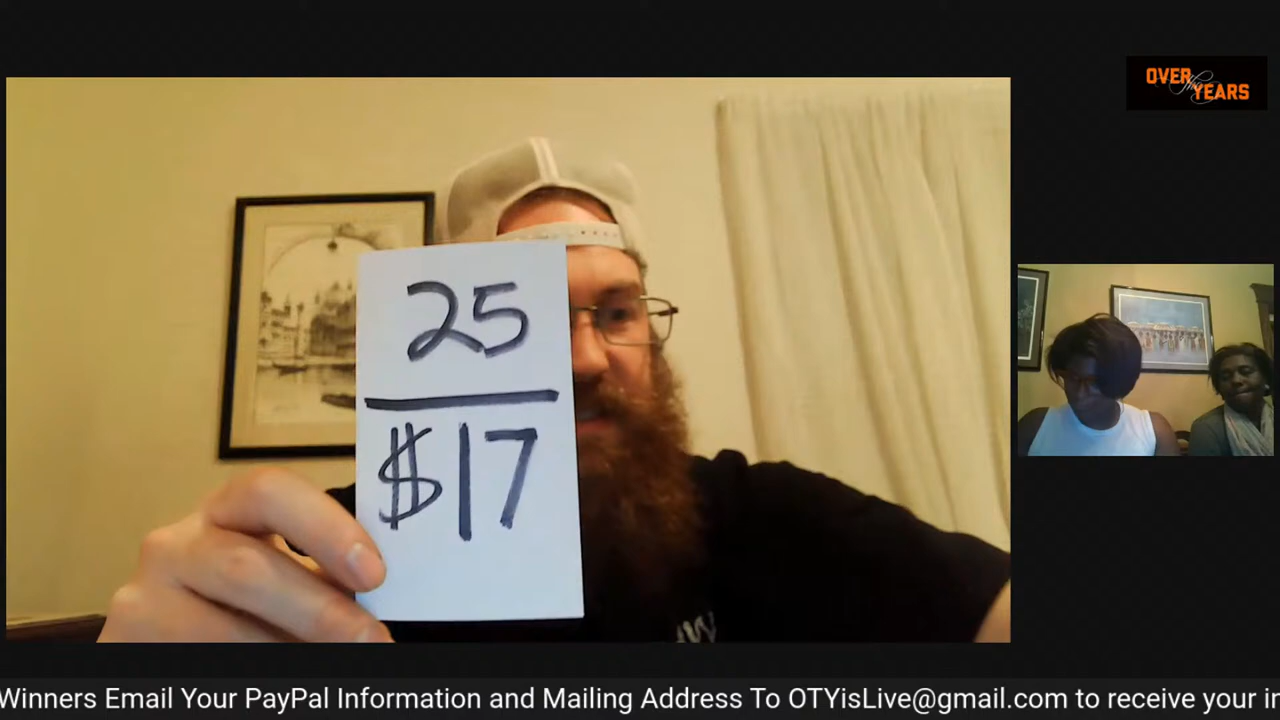 OVER the YEARS
25
$17
Winners Email Your PayPal Information and Mailing Address To OTYisLive@gmail.com to receive your